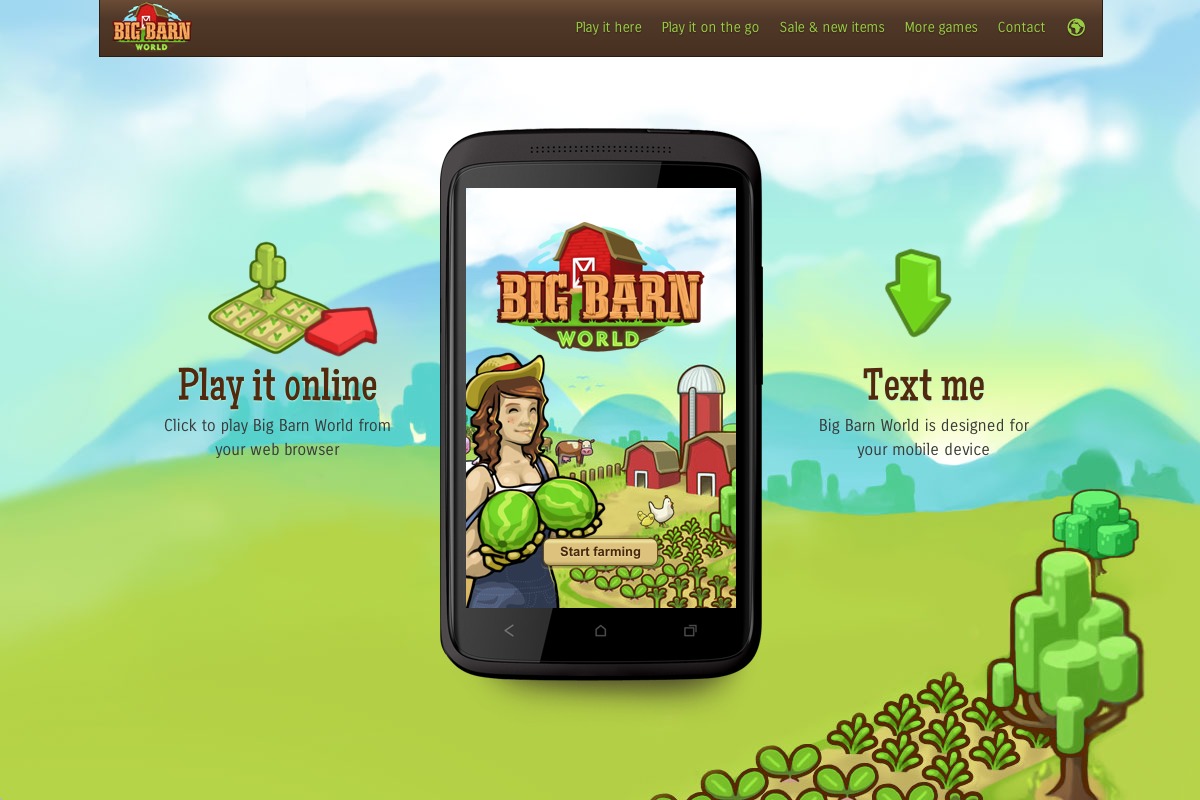 BIG BARN
WORLD
Play it here
Play it on the go
Sale & new items
More games
Contact
BIG BARN
WORLD
Start farming
Play it online
Click to play Big Barn World from
your web browser
Text me
Big Barn World is designed for
your mobile device